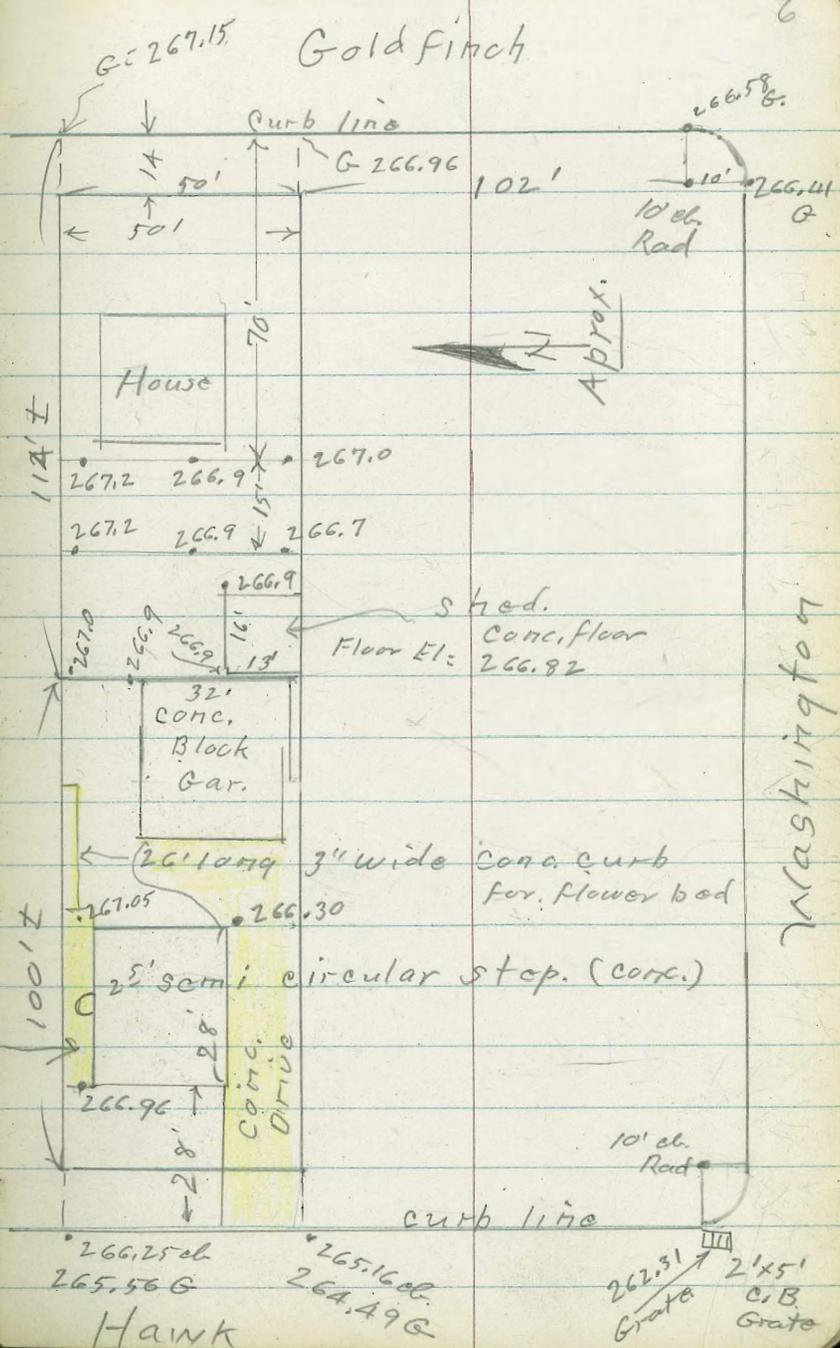 6
Goldfinch
G = 267.15
266.58 G.
Curb line
14
G 266.96
50'
102'
10'
266.41
G
50'
10' cb.
Rad
70'
N
Aprox.
House
114' ±
267.0
267.2 266.9
15'
267.2 266.9 266.7
266.9
shed.
16'
conc. floor
Floor El = 266.82
267.0
266.9
266.9
13'
32'
Conc.
Block
Gar.
Washington
26' long 3" wide conc. curb
for. flower bed
267.05
266.30
100' ±
2⁵' semi circular step. (conc.)
C
28'
Conc.
Drive
266.96
28'
10' cb.
Rad
curb line
266.25 cb
265.56 G
265.16 cb.
264.49 G
262.31
Grate
2' x 5'
C.B.
Grate
Hawk